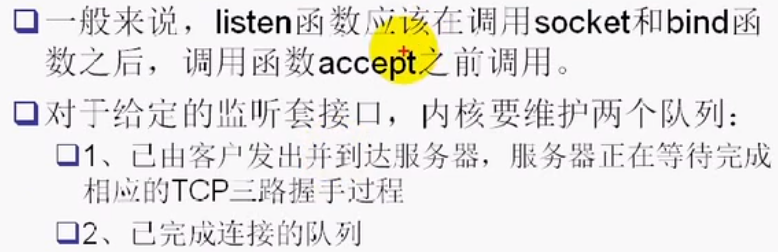 一般来说，listen函数应该在调用socket和bind函
数之后，调用函数accept之前调用。
对于给定的监听套接口，内核要维护两个队列：
1、已由客户发出并到达服务器，服务器正在等待完成
相应的TCP三路握手过程
2、已完成连接的队列